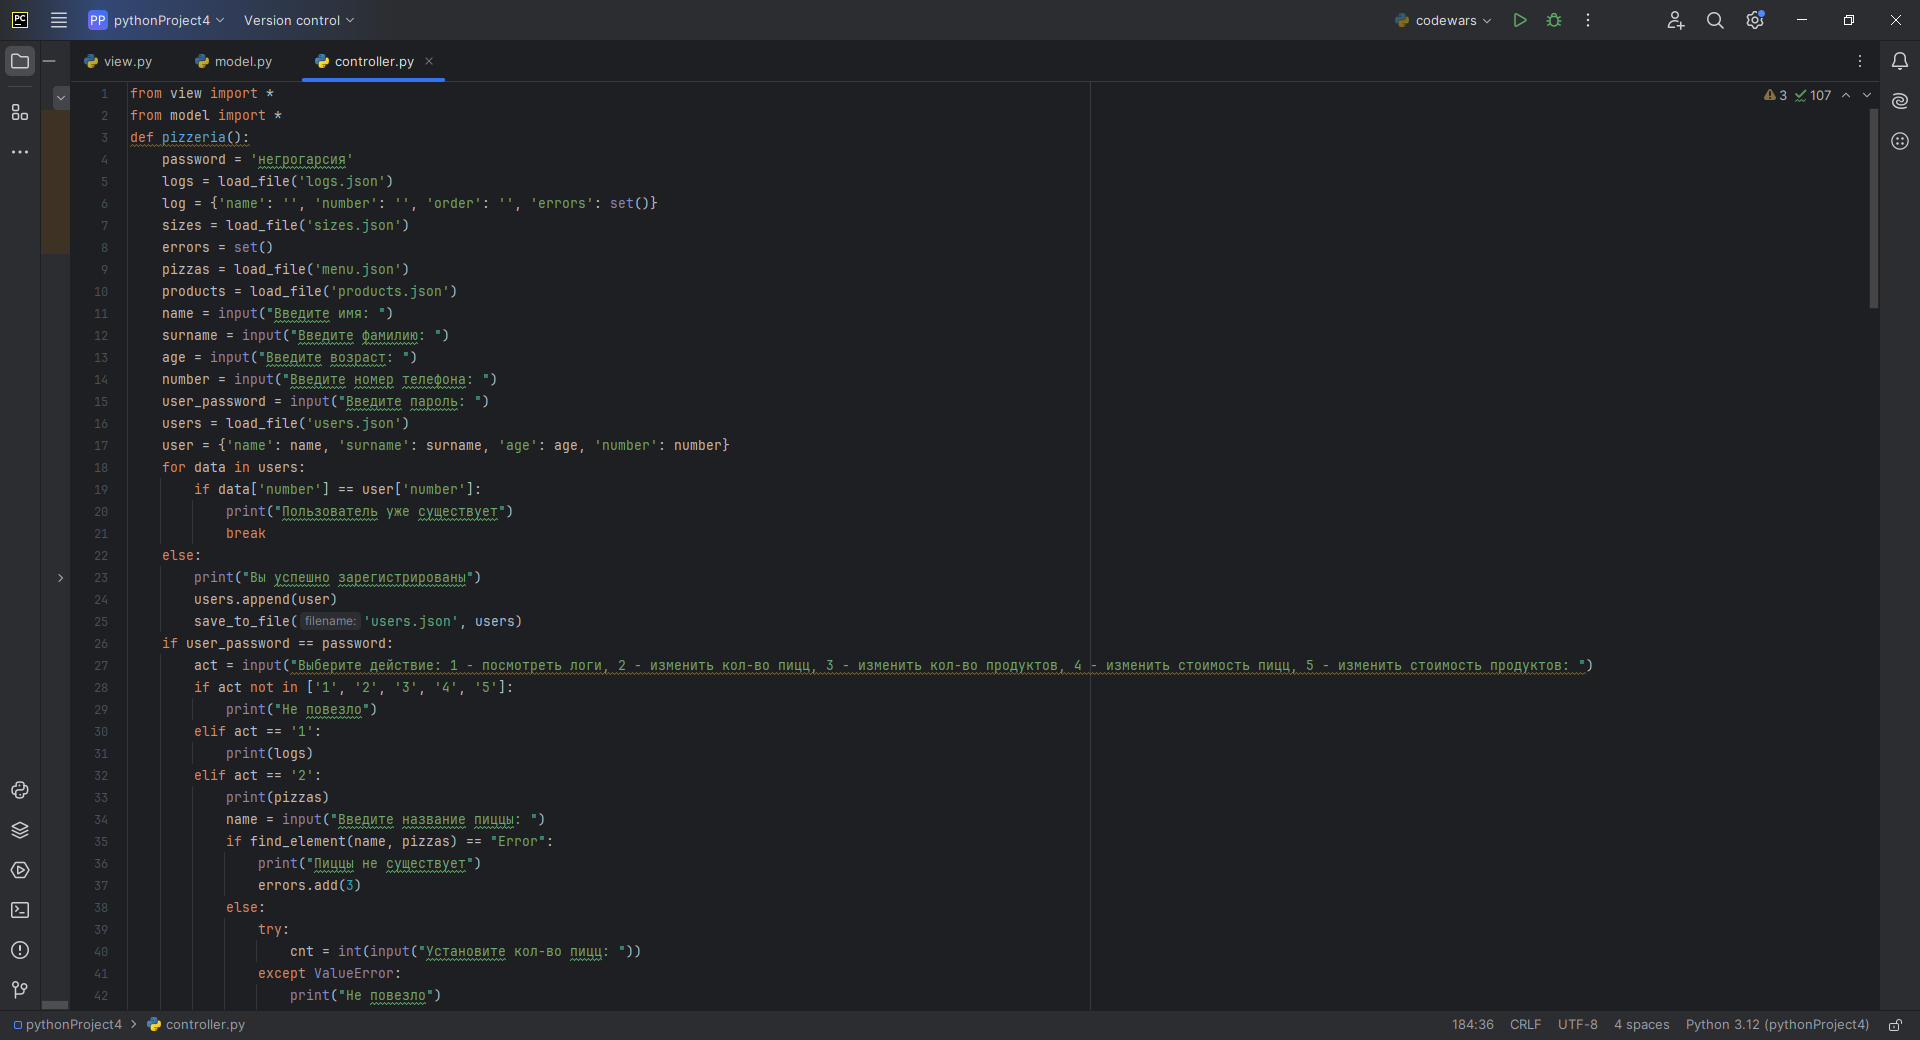 PC PP pythonProject4 Version control codewars
view.py model.py controller.py
3 107
1 from view import *
2 from model import *
3 def pizzeria():
4 password = 'негрогарсия'
5 logs = load_file('logs.json')
6 log = {'name': '', 'number': '', 'order': '', 'errors': set()}
7 sizes = load_file('sizes.json')
8 errors = set()
9 pizzas = load_file('menu.json')
10 products = load_file('products.json')
11 name = input("Введите имя: ")
12 surname = input("Введите фамилию: ")
13 age = input("Введите возраст: ")
14 number = input("Введите номер телефона: ")
15 user_password = input("Введите пароль: ")
16 users = load_file('users.json')
17 user = {'name': name, 'surname': surname, 'age': age, 'number': number}
18 for data in users:
19 if data['number'] == user['number']:
20 print("Пользователь уже существует")
21 break
22 else:
23 print("Вы успешно зарегистрированы")
24 users.append(user)
25 save_to_file( filename: 'users.json', users)
26 if user_password == password:
27 act = input("Выберите действие: 1 - посмотреть логи, 2 - изменить кол-во пицц, 3 - изменить кол-во продуктов, 4 - изменить стоимость пицц, 5 - изменить стоимость продуктов: ")
28 if act not in ['1', '2', '3', '4', '5']:
29 print("Не повезло")
30 elif act == '1':
31 print(logs)
32 elif act == '2':
33 print(pizzas)
34 name = input("Введите название пиццы: ")
35 if find_element(name, pizzas) == "Error":
36 print("Пиццы не существует")
37 errors.add(3)
38 else:
39 try:
40 cnt = int(input("Установите кол-во пицц: "))
41 except ValueError:
42 print("Не повезло")
pythonProject4 controller.py 184:36 CRLF UTF-8 4 spaces Python 3.12 (pythonProject4)